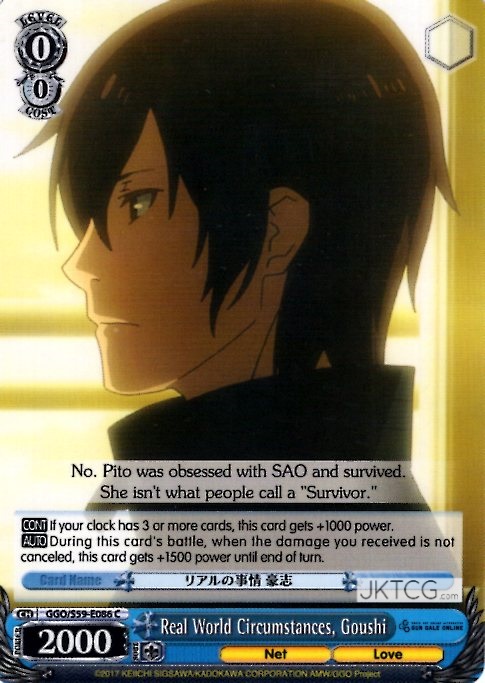 LEVEL
0
0
COST
No. Pito was obsessed with SAO and survived.
She isn't what people call a "Survivor."
CONT If your clock has 3 or more cards, this card gets +1000 power.
AUTO During this card's battle, when the damage you received is not
canceled, this card gets +1500 power until end of turn.
Card Name
リアルの事情 豪志
JKTCG.com
CH GGO/S59-E086 C
POWER
2000
SOUL
Real World Circumstances, Goushi
Net
Love
©2017 KEIICHI SIGSAWA/KADOKAWA CORPORATION AMW/GGO Project